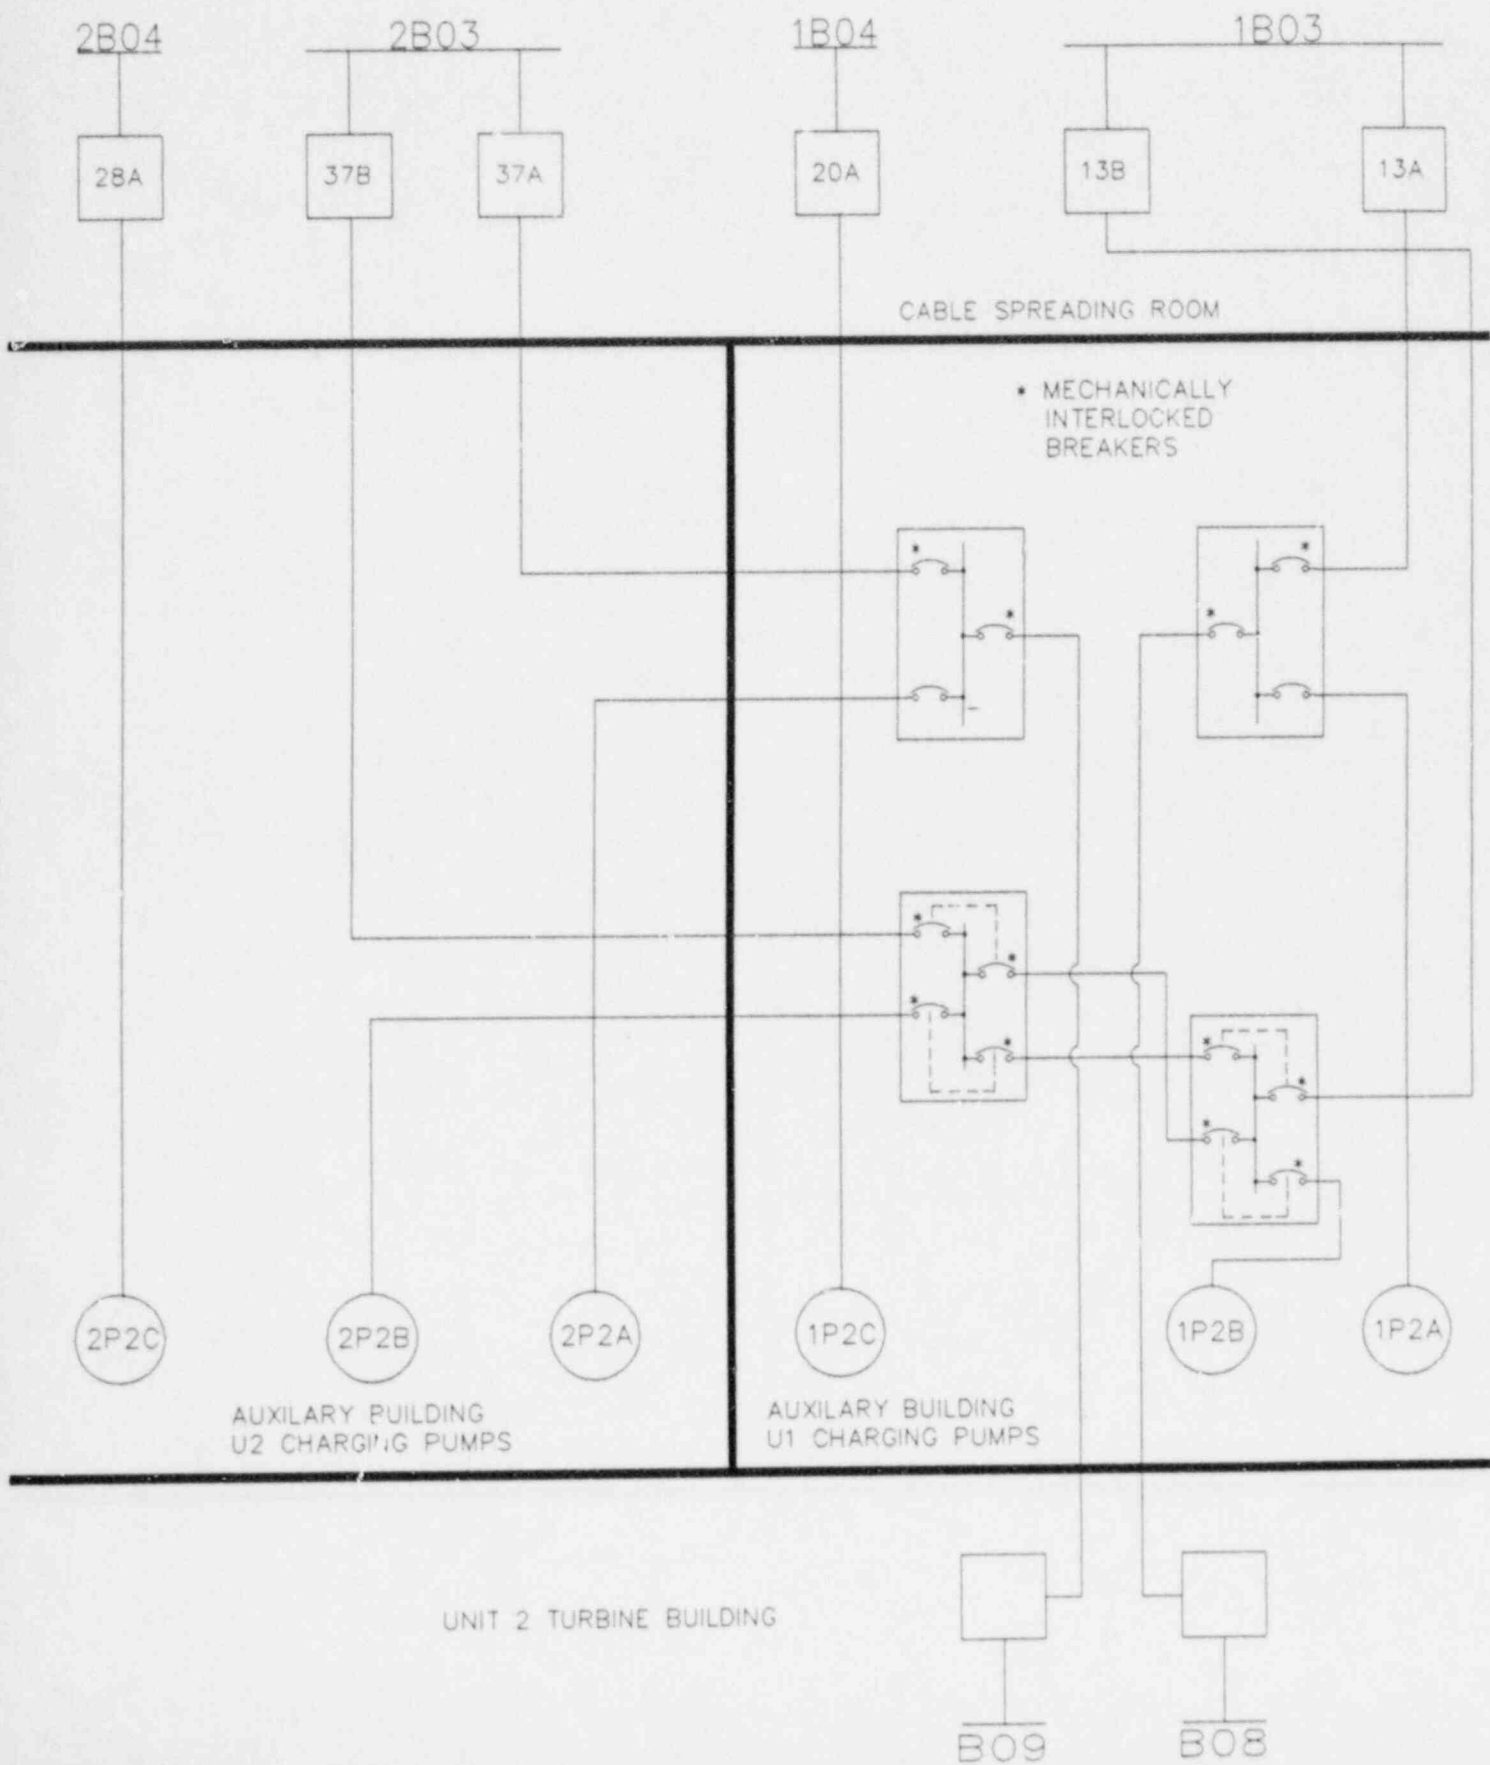 2B04
2B03
1B04
1B03
28A
37B
37A
20A
13B
13A
CABLE SPREADING ROOM
* MECHANICALLY
INTERLOCKED
BREAKERS
*
*
*
*
*
*
*
*
*
*
*
*
2P2C
2P2B
2P2A
1P2C
1P2B
1P2A
AUXILARY BUILDING
U2 CHARGING PUMPS
AUXILARY BUILDING
U1 CHARGING PUMPS
UNIT 2 TURBINE BUILDING
B09
B08